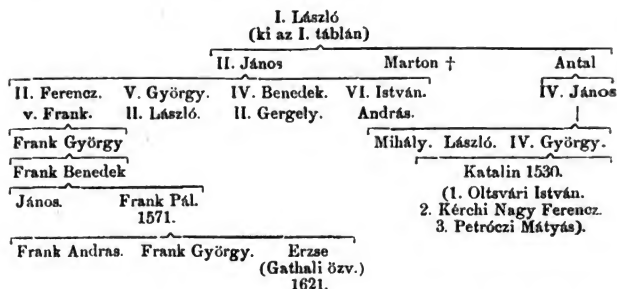 I. László
(ki az I. táblán)
II. János Marton † Antal
II. Ferencz. V. György. IV. Benedek. VI. István. IV. János
v. Frank. II. László. II. Gergely. András.
Frank György Mihály. László. IV. György.
Frank Benedek Katalin 1530.
János. Frank Pál. (1. Oltsvári István.
1571. 2. Kérchi Nagy Ferencz.
3. Petróczi Mátyás).
Frank Andras. Frank György. Erzse
(Gathali özv.)
1621.